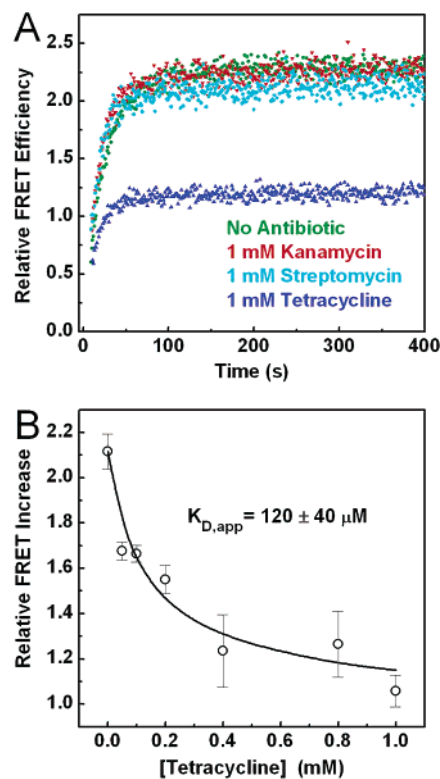 A
Relative FRET Efficiency
2.5
2.0
1.5
1.0
0.5
0.0
No Antibiotic
1 mM Kanamycin
1 mM Streptomycin
1 mM Tetracycline
0 100 200 300 400
Time (s)
B
Relative FRET Increase
2.2
2.0
1.8
1.6
1.4
1.2
1.0
K_D,app = 120 ± 40 μM
0.0 0.2 0.4 0.6 0.8 1.0
[Tetracycline] (mM)